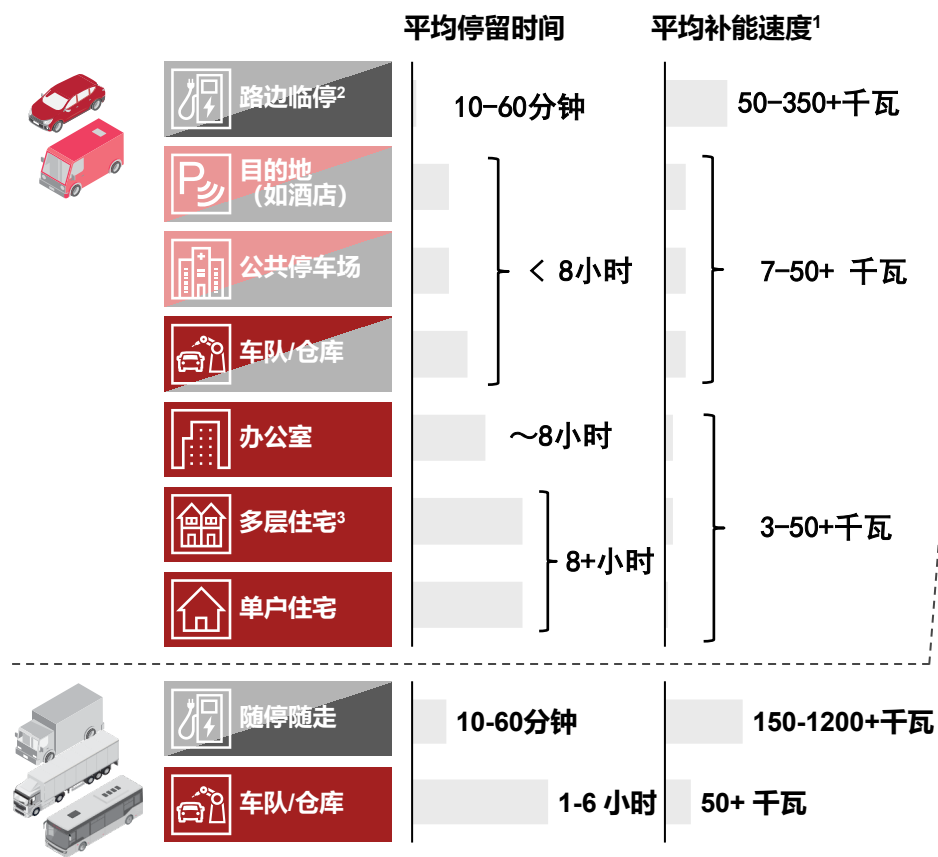 平均停留时间
平均补能速度¹
路边临停²
10-60分钟
50-350+千瓦
P
目的地
（如酒店）
公共停车场
< 8小时
7-50+ 千瓦
车队/仓库
办公室
～8小时
多层住宅³
8+小时
3-50+千瓦
单户住宅
随停随走
10-60分钟
150-1200+千瓦
车队/仓库
1-6 小时
50+ 千瓦